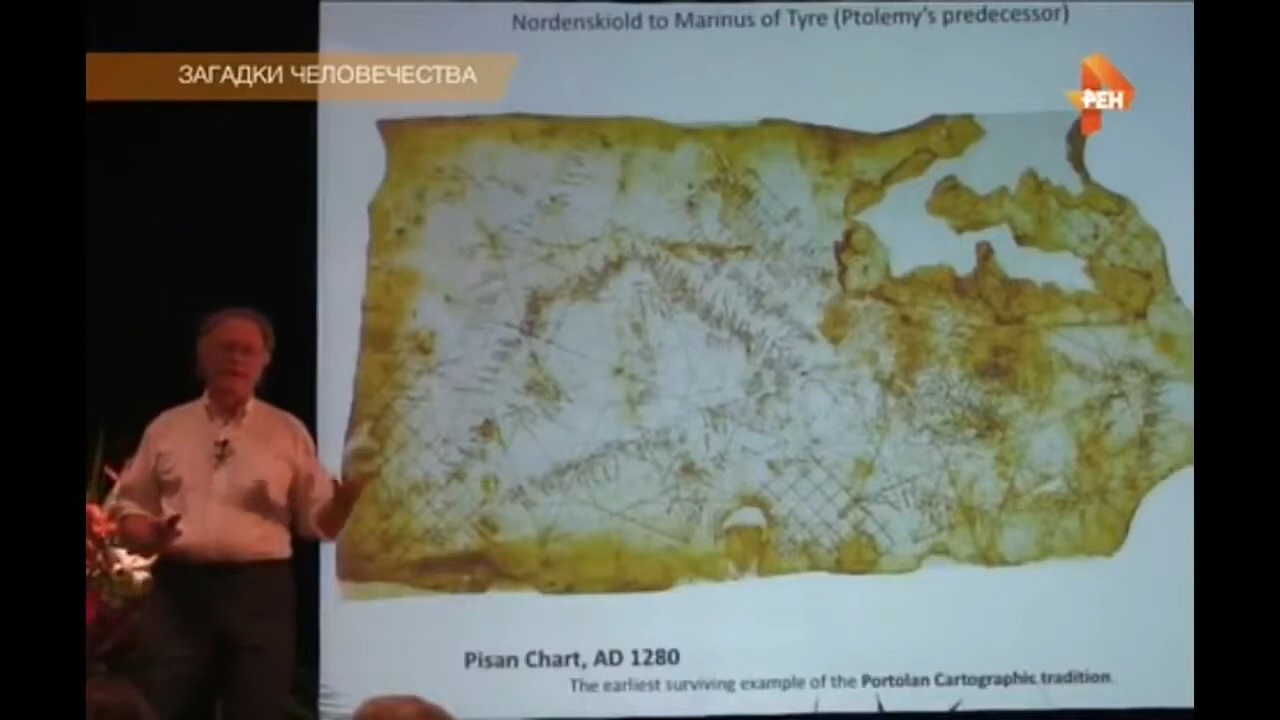 Nordenskiold to Marinus of Tyre (Ptolemy's predecessor)
ЗАГАДКИ ЧЕЛОВЕЧЕСТВА
РЕН
Pisan Chart, AD 1280
The earliest surviving example of the Portolan Cartographic tradition.